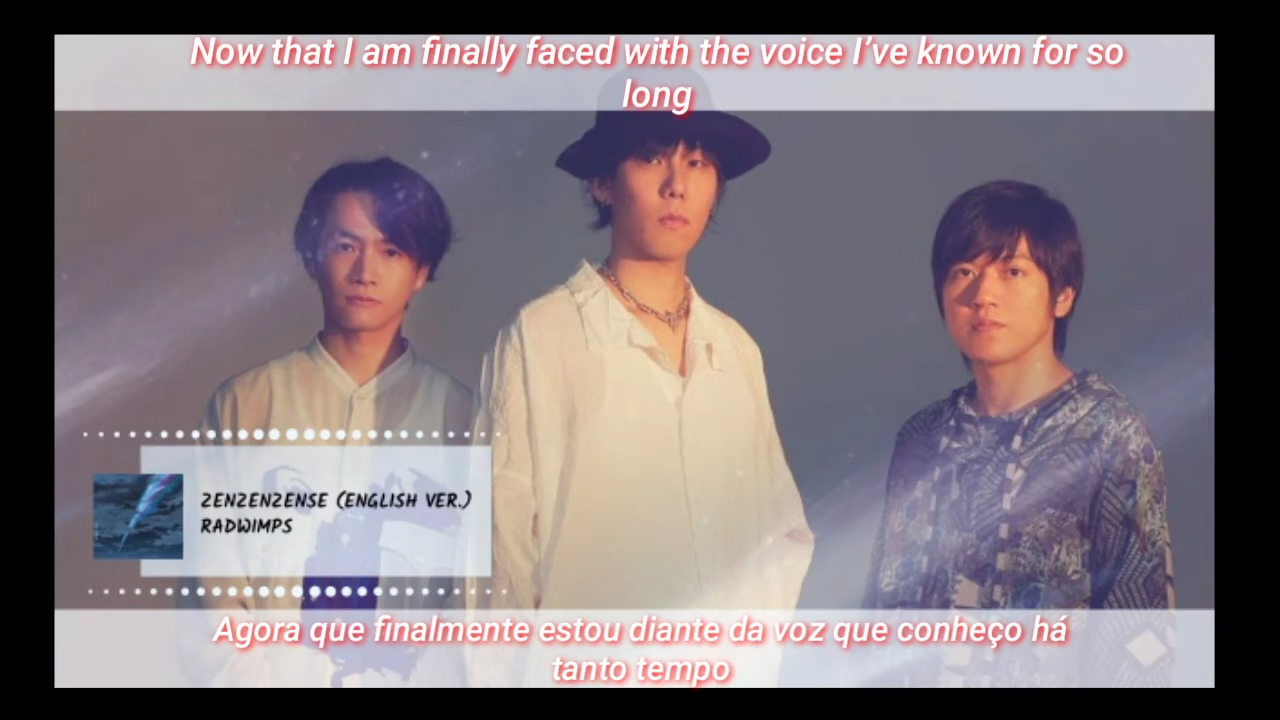 Now that I am finally faced with the voice I’ve known for so
long
ZENZENZENSE (ENGLISH VER.)
RADWIMPS
Agora que finalmente estou diante da voz que conheço há
tanto tempo